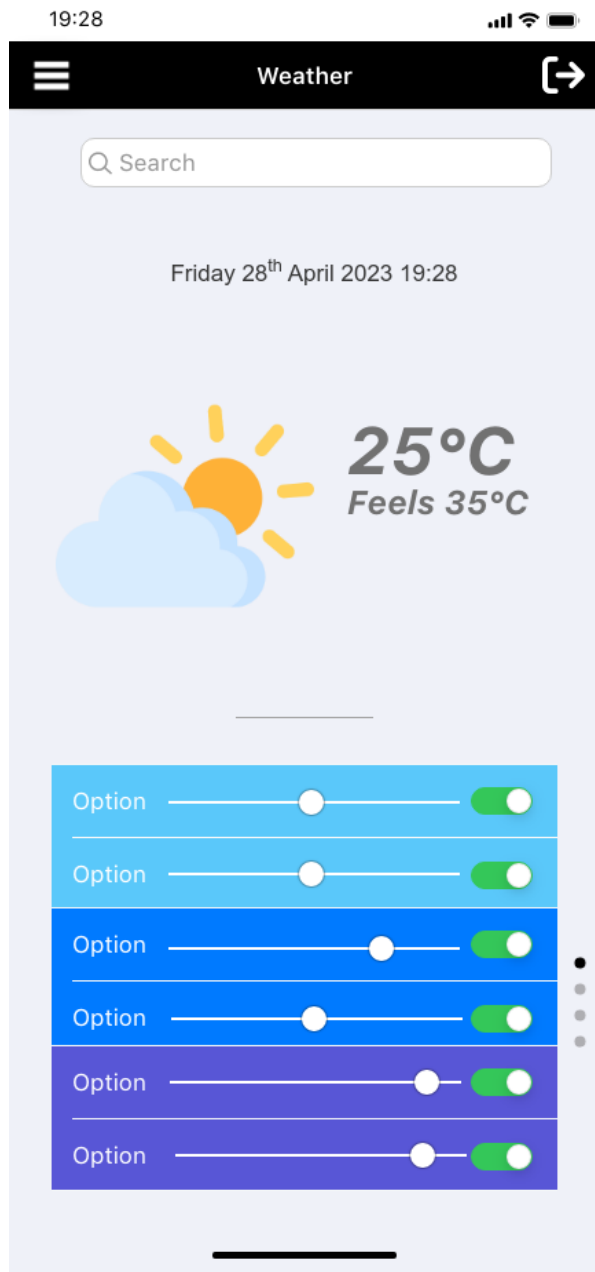 19:28
Weather
Search
Friday 28th April 2023 19:28
25°C
Feels 35°C
Option
Option
Option
Option
Option
Option